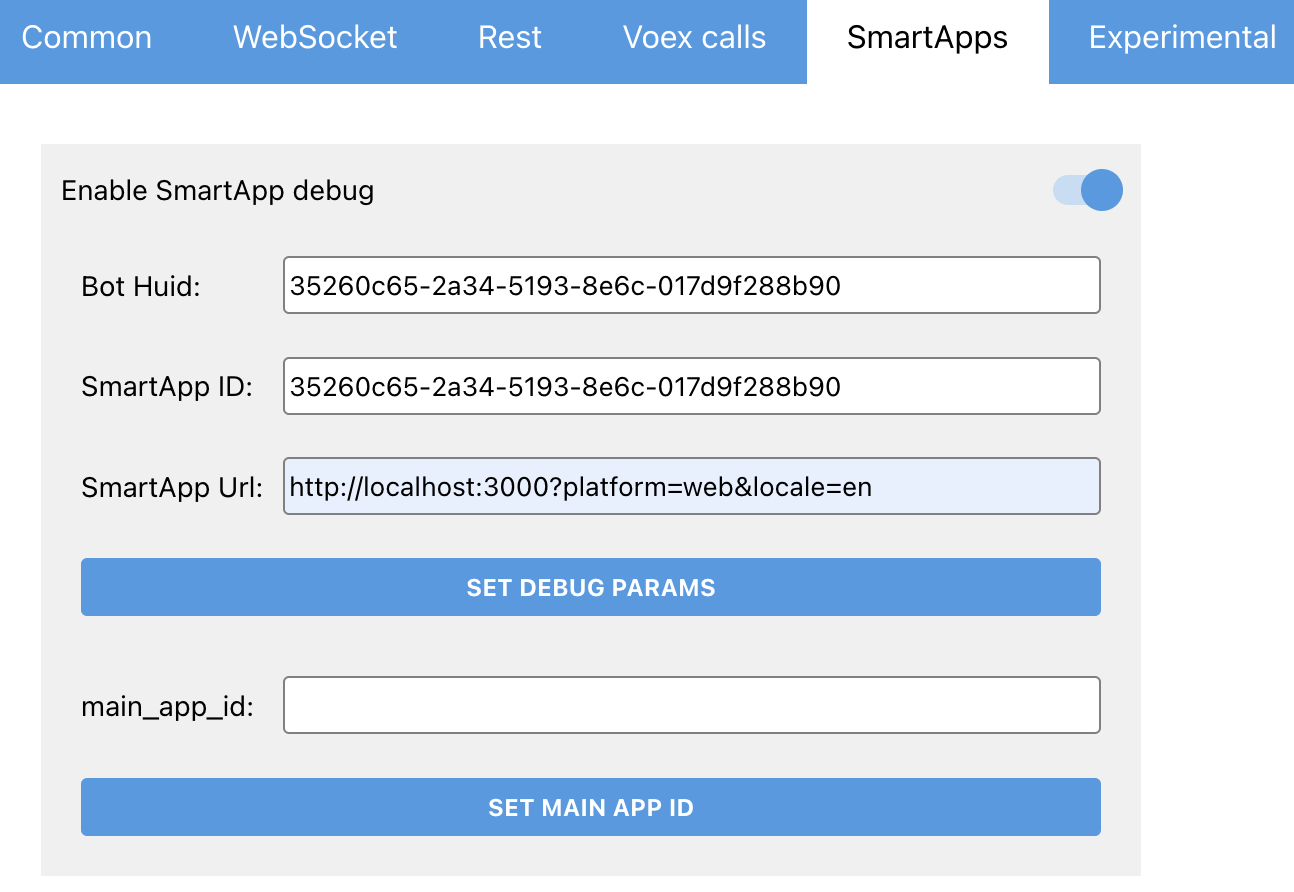 Common WebSocket Rest Voex calls SmartApps Experimental
Enable SmartApp debug
Bot Huid: 35260c65-2a34-5193-8e6c-017d9f288b90
SmartApp ID: 35260c65-2a34-5193-8e6c-017d9f288b90
SmartApp Url: http://localhost:3000?platform=web&locale=en
SET DEBUG PARAMS
main_app_id:
SET MAIN APP ID